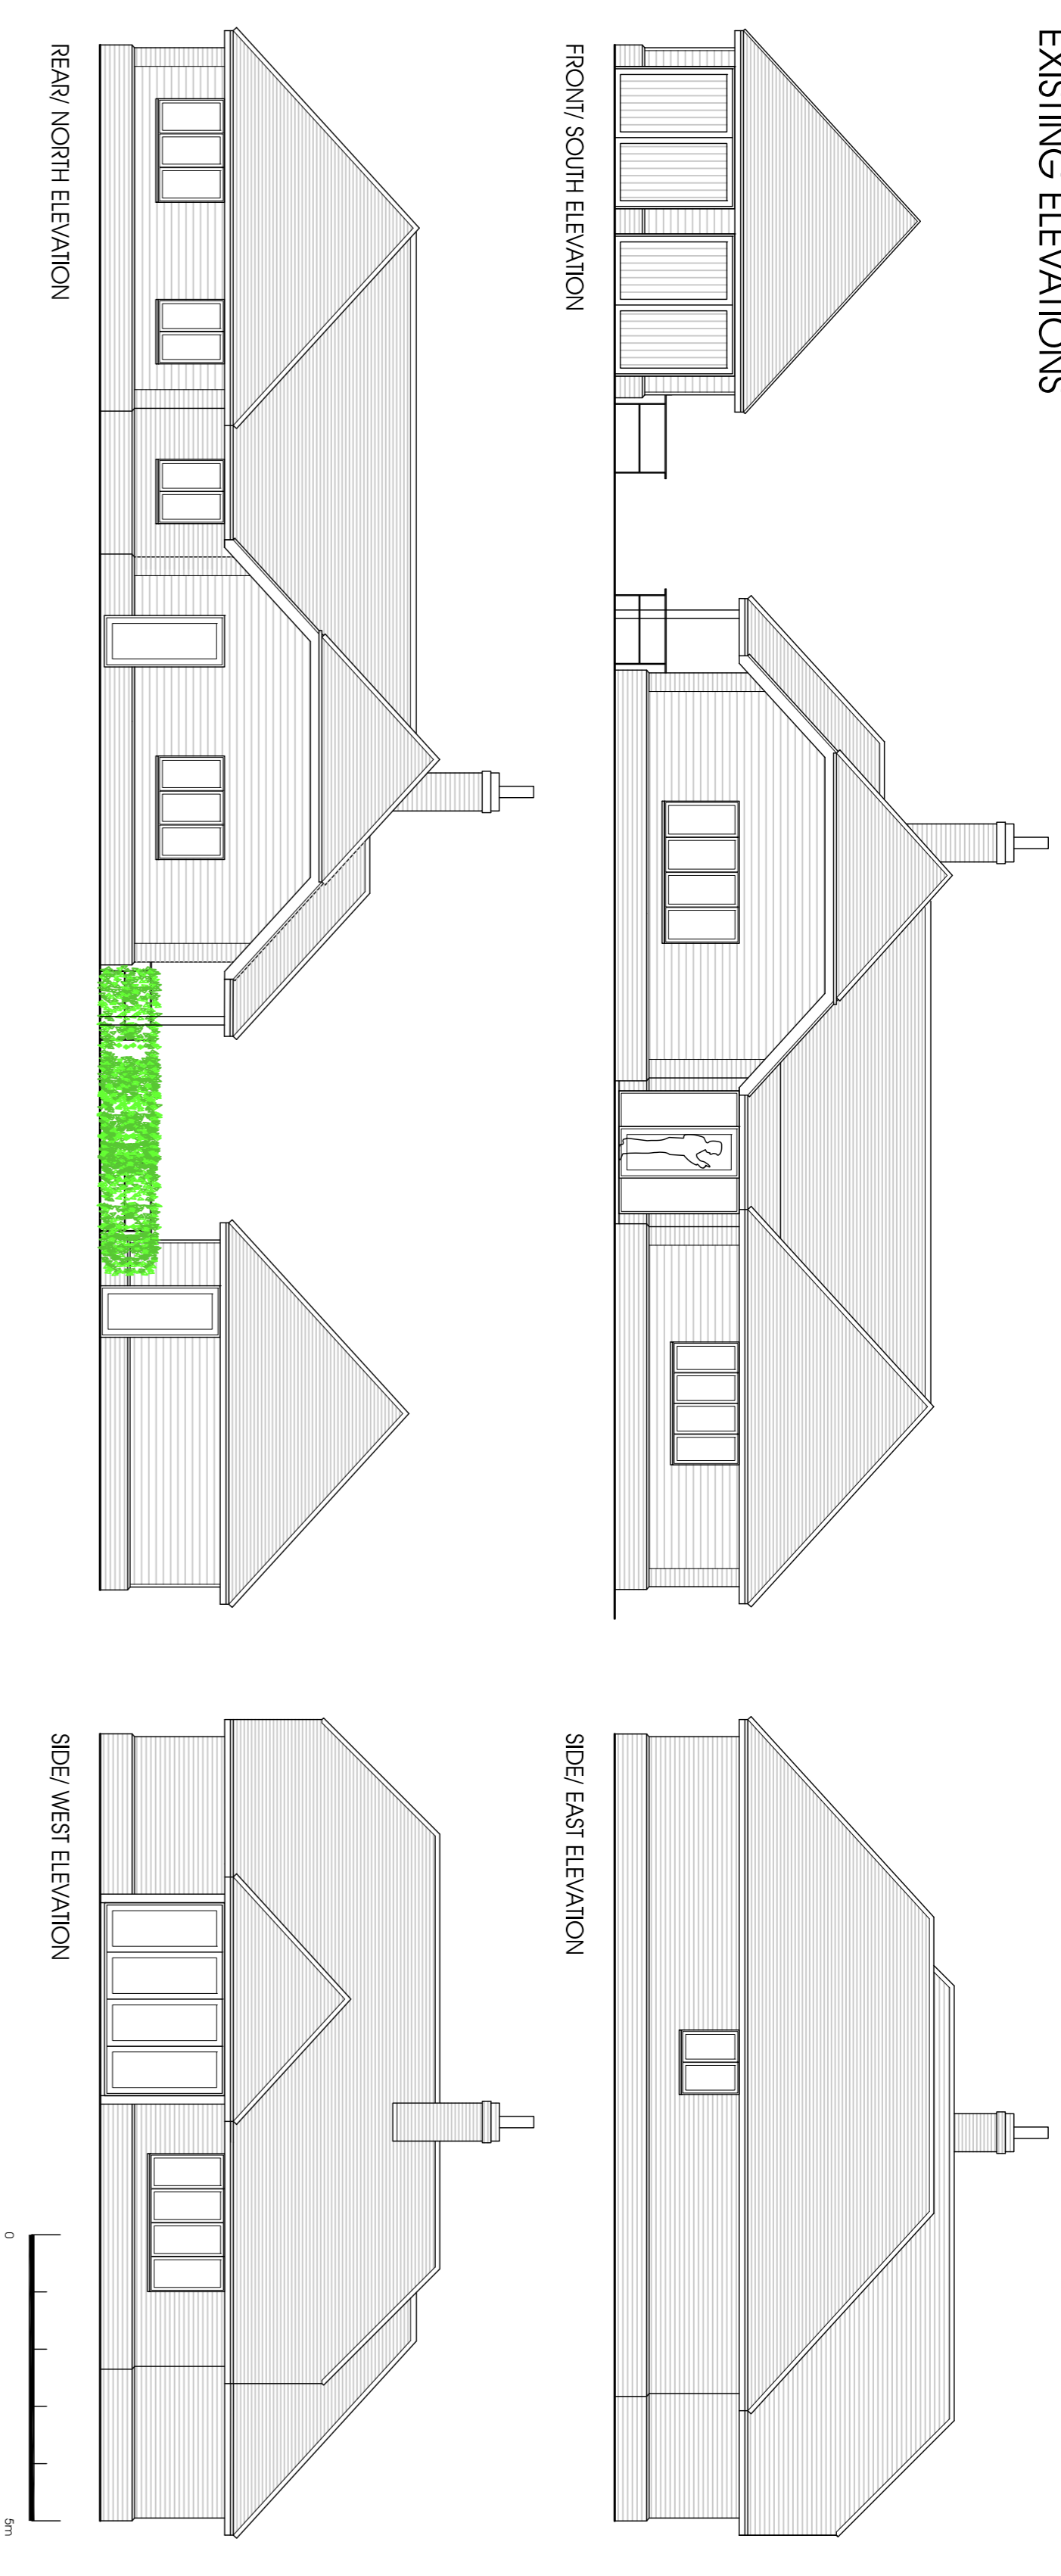 EXISTING ELEVATIONS
FRONT/ SOUTH ELEVATION
SIDE/ EAST ELEVATION
REAR/ NORTH ELEVATION
SIDE/ WEST ELEVATION
0
5m